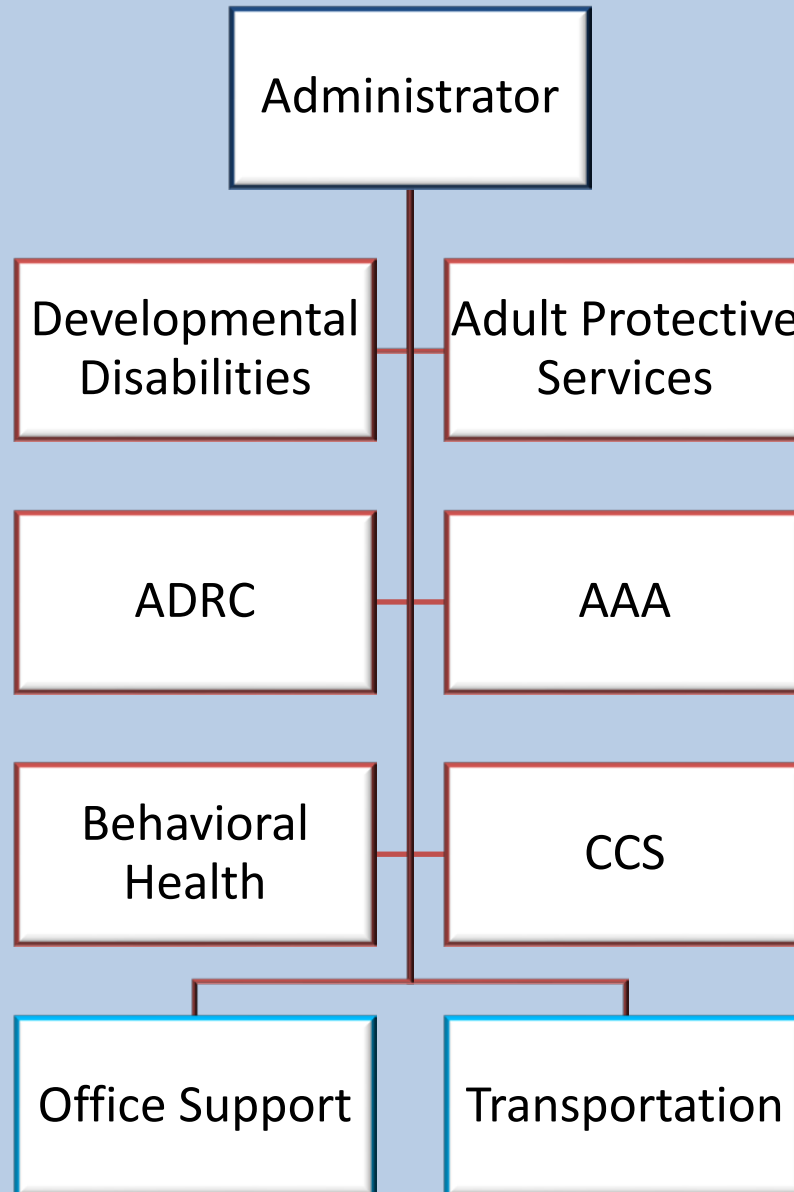 Administrator
Developmental
Disabilities
Adult Protective
Services
ADRC
AAA
Behavioral
Health
CCS
Office Support
Transportation